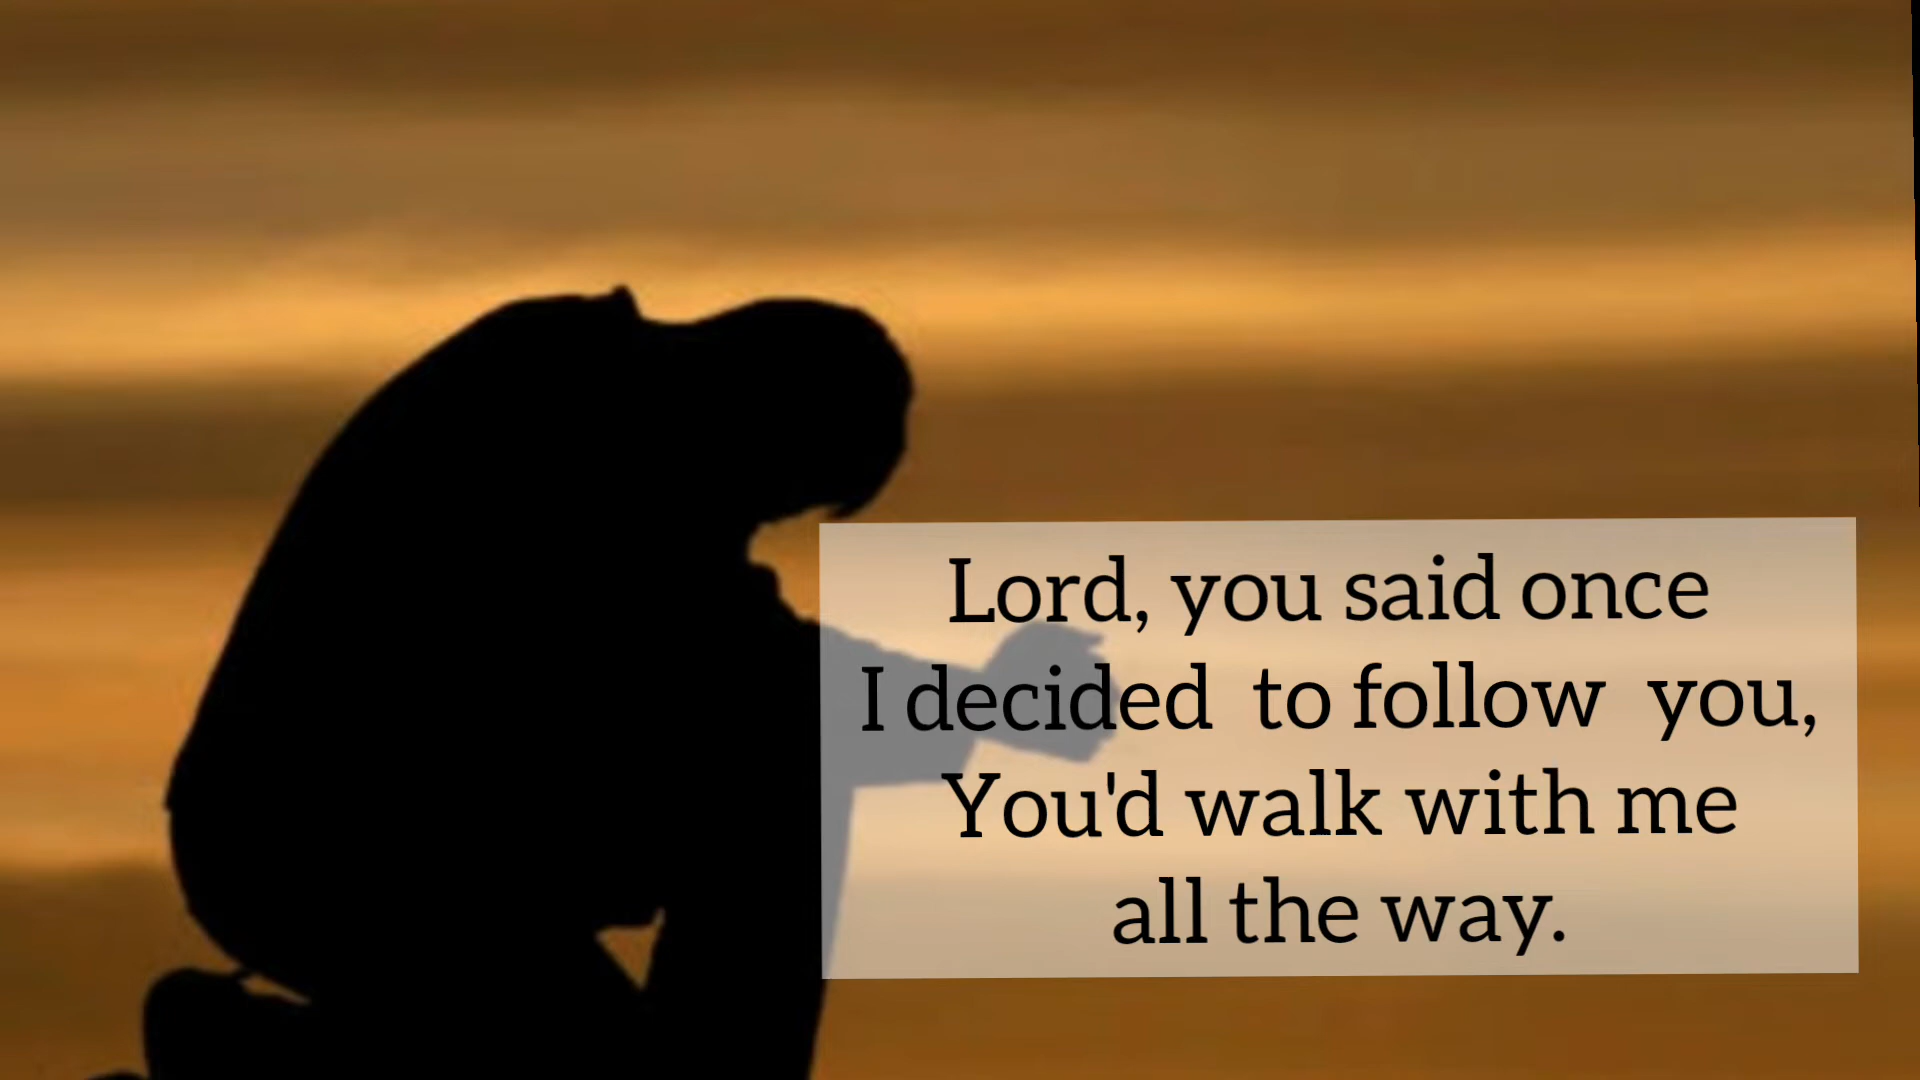 Lord, you said once
I decided to follow you,
You'd walk with me
all the way.